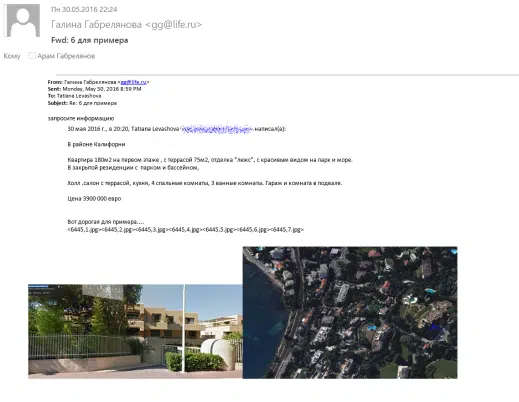 Пн 30.05.2016 22:24
Галина Габрелянова <gg@life.ru>
Fwd: 6 для примера
Кому Арам Габрелянов
From: Галина Габрелянова <gg@life.ru>
Sent: Monday, May 30, 2016 8:59 PM
To: Tatiana Levashova
Subject: Re: 6 для примера
запросите информацию
30 мая 2016 г., в 20:20, Tatiana Levashova написал(а):
В районе Калифорни
Квартира 180м2 на первом этаже , с террасой 75м2, отделка "люкс", с красивым видом на парк и море.
В закрытой резиденции с парком и бассейном,
Холл ,салон с террасой, кухня, 4 спальные комнаты, 3 ванные комнаты. Гараж и комната в подвале.
Цена 3900 000 евро
Вот дорогая для примера....
<6445,1.jpg><6445,2.jpg><6445,3.jpg><6445,4.jpg><6445,5.jpg><6445,6.jpg><6445,7.jpg>